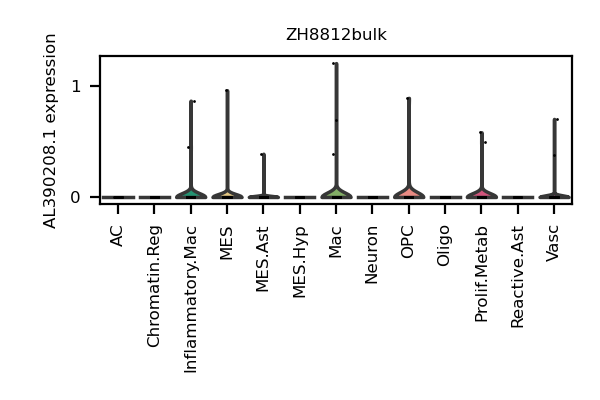 ZH8812bulk
AL390208.1 expression
1
0
AC
Chromatin.Reg
Inflammatory.Mac
MES
MES.Ast
MES.Hyp
Mac
Neuron
OPC
Oligo
Prolif.Metab
Reactive.Ast
Vasc